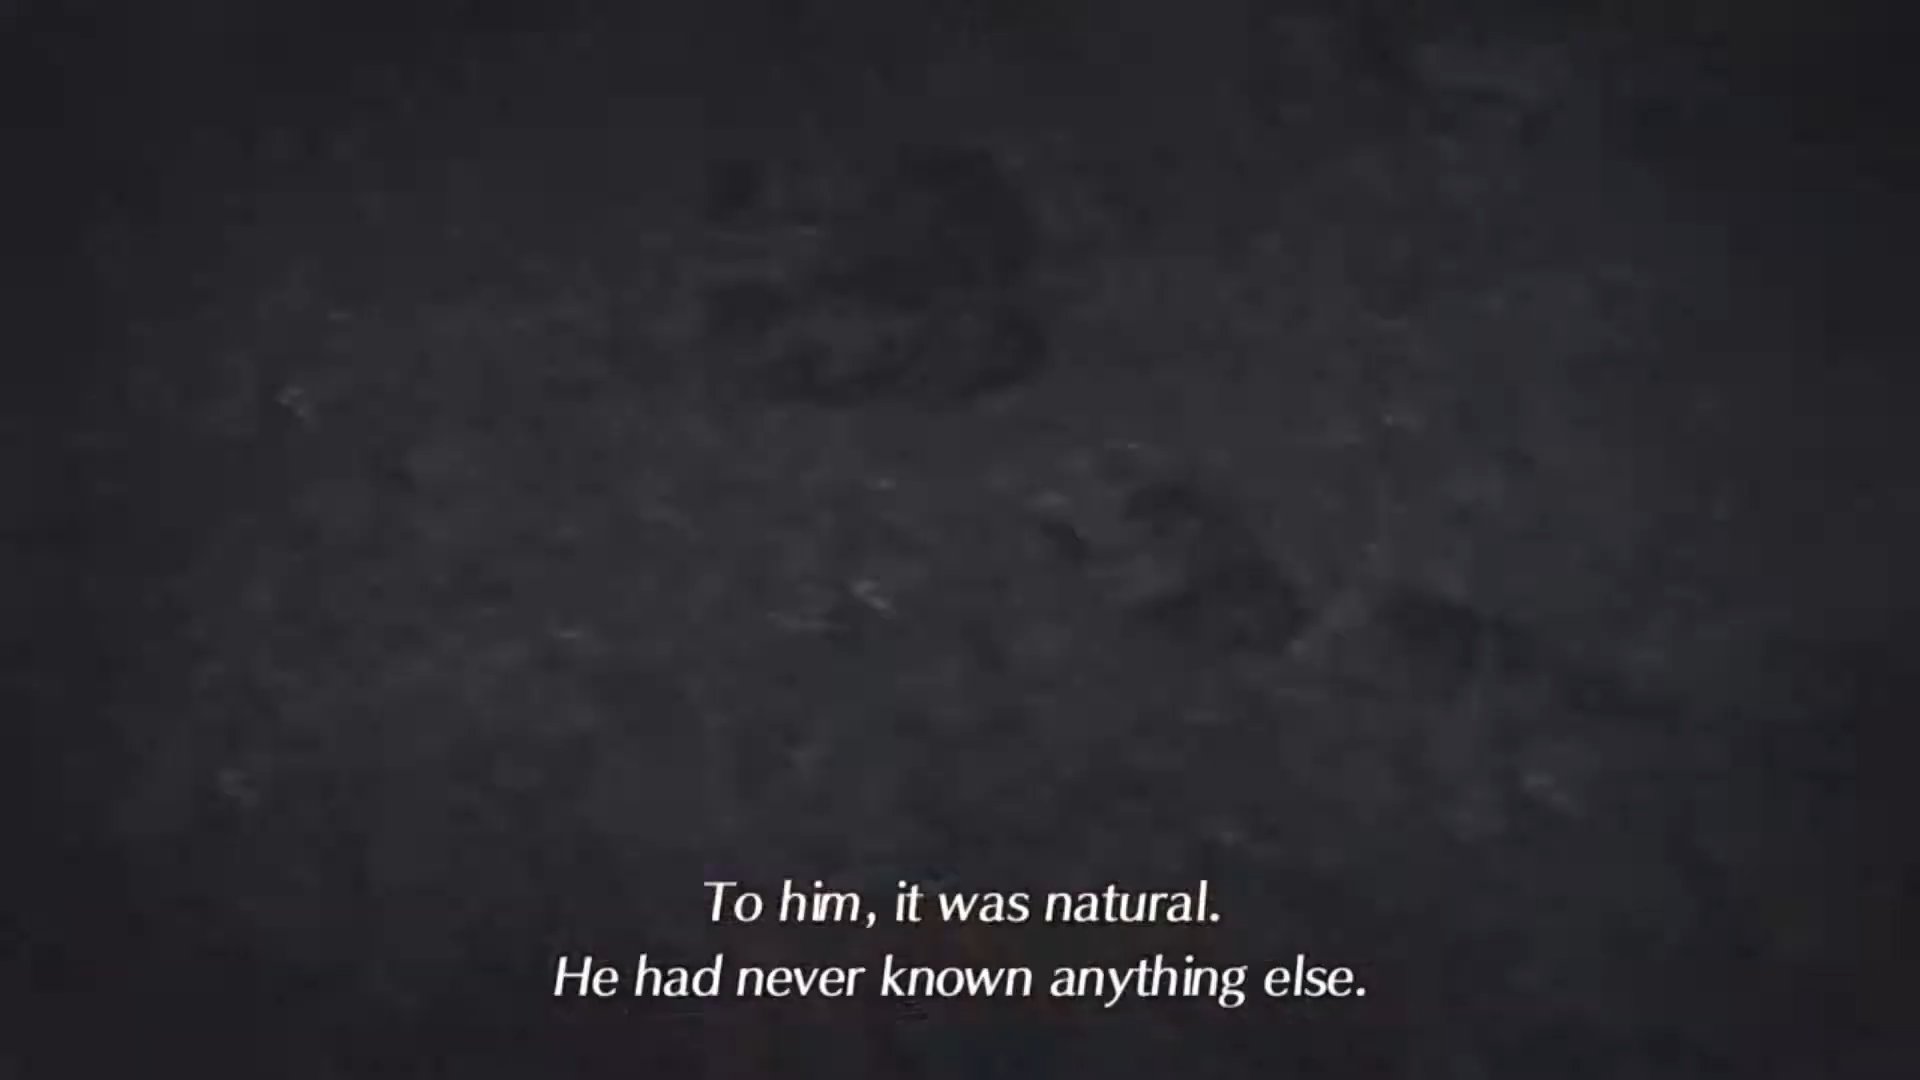 To him, it was natural.
He had never known anything else.